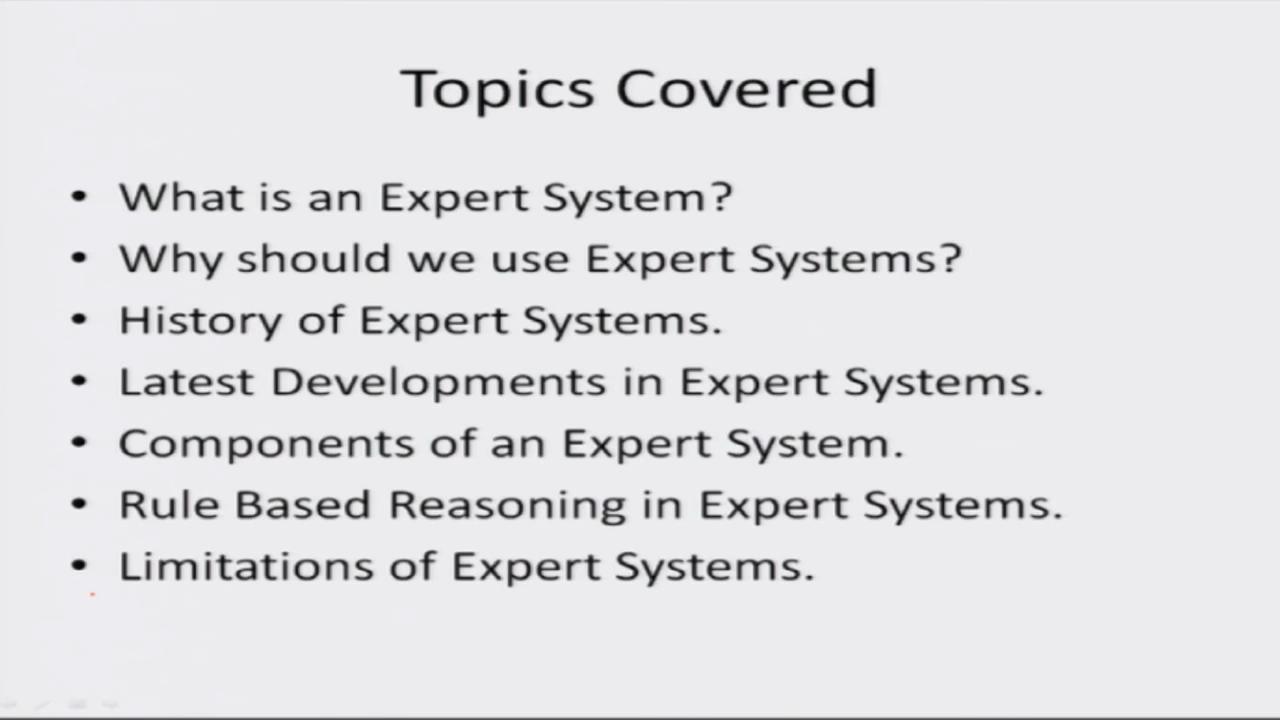 Topics Covered
• What is an Expert System?
• Why should we use Expert Systems?
• History of Expert Systems.
• Latest Developments in Expert Systems.
• Components of an Expert System.
• Rule Based Reasoning in Expert Systems.
• Limitations of Expert Systems.